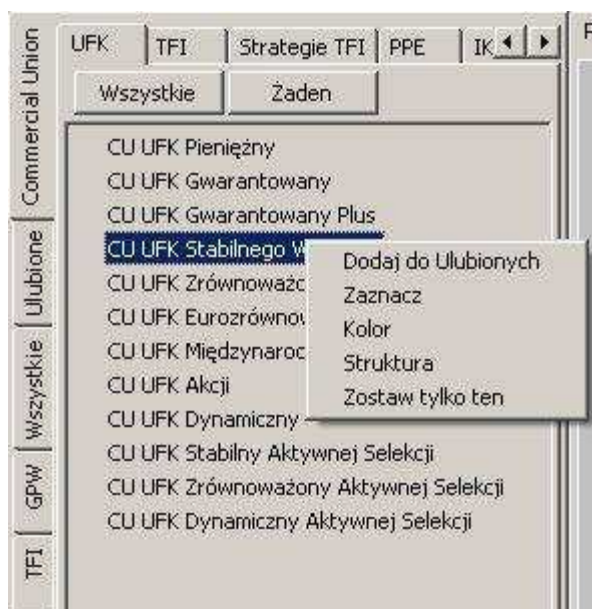 UFK
TFI
Strategie TFI
PPE
IK
Wszystkie
Żaden
Commercial Union
Ulubione
Wszystkie
GPW
TFI
CU UFK Pieniężny
CU UFK Gwarantowany
CU UFK Gwarantowany Plus
CU UFK Stabilnego W
CU UFK Zrównoważo
CU UFK Eurozrównow
CU UFK Międzynarod
CU UFK Akcji
CU UFK Dynamiczny
CU UFK Stabilny Aktywnej Selekcji
CU UFK Zrównoważony Aktywnej Selekcji
CU UFK Dynamiczny Aktywnej Selekcji
Dodaj do Ulubionych
Zaznacz
Kolor
Struktura
Zostaw tylko ten